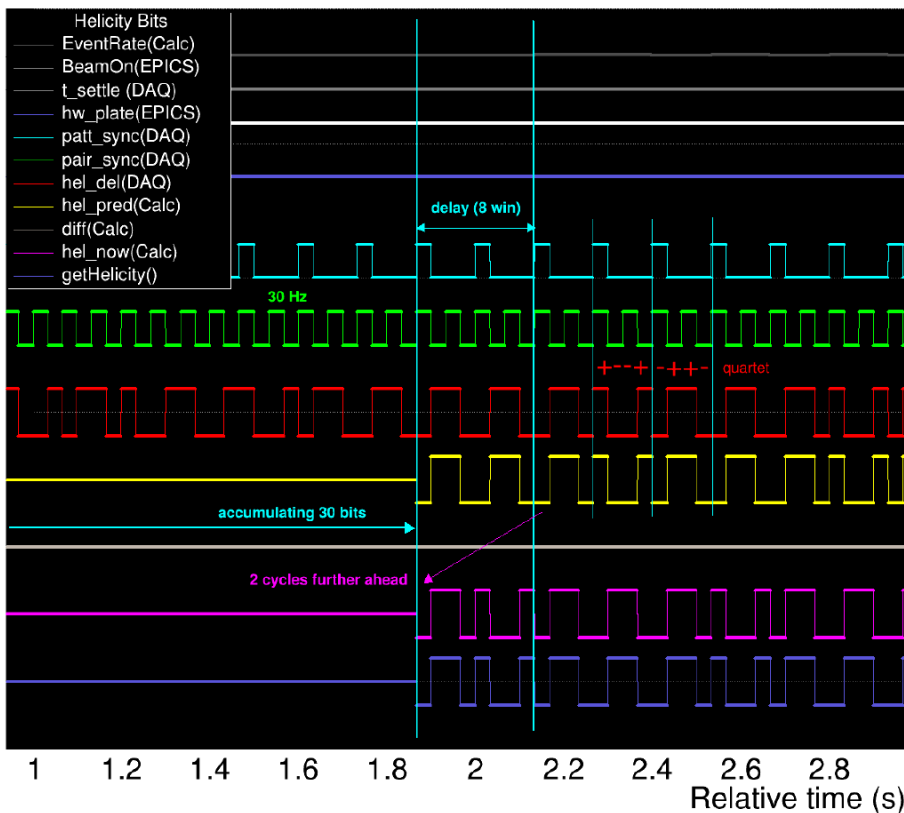 Helicity Bits
EventRate(Calc)
BeamOn(EPICS)
t_settle (DAQ)
hw_plate(EPICS)
patt_sync(DAQ)
pair_sync(DAQ)
hel_del(DAQ)
hel_pred(Calc)
diff(Calc)
hel_now(Calc)
getHelicity()
delay (8 win)
30 Hz
+--+ -++- quartet
accumulating 30 bits
2 cycles further ahead
1 1.2 1.4 1.6 1.8 2 2.2 2.4 2.6 2.8
Relative time (s)